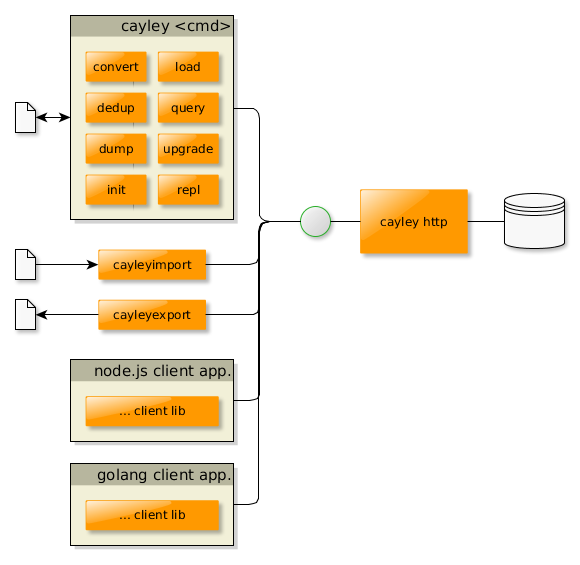 cayley <cmd>
convert
load
dedup
query
dump
upgrade
init
repl
cayley http
cayleyimport
cayleyexport
node.js client app.
... client lib
golang client app.
... client lib